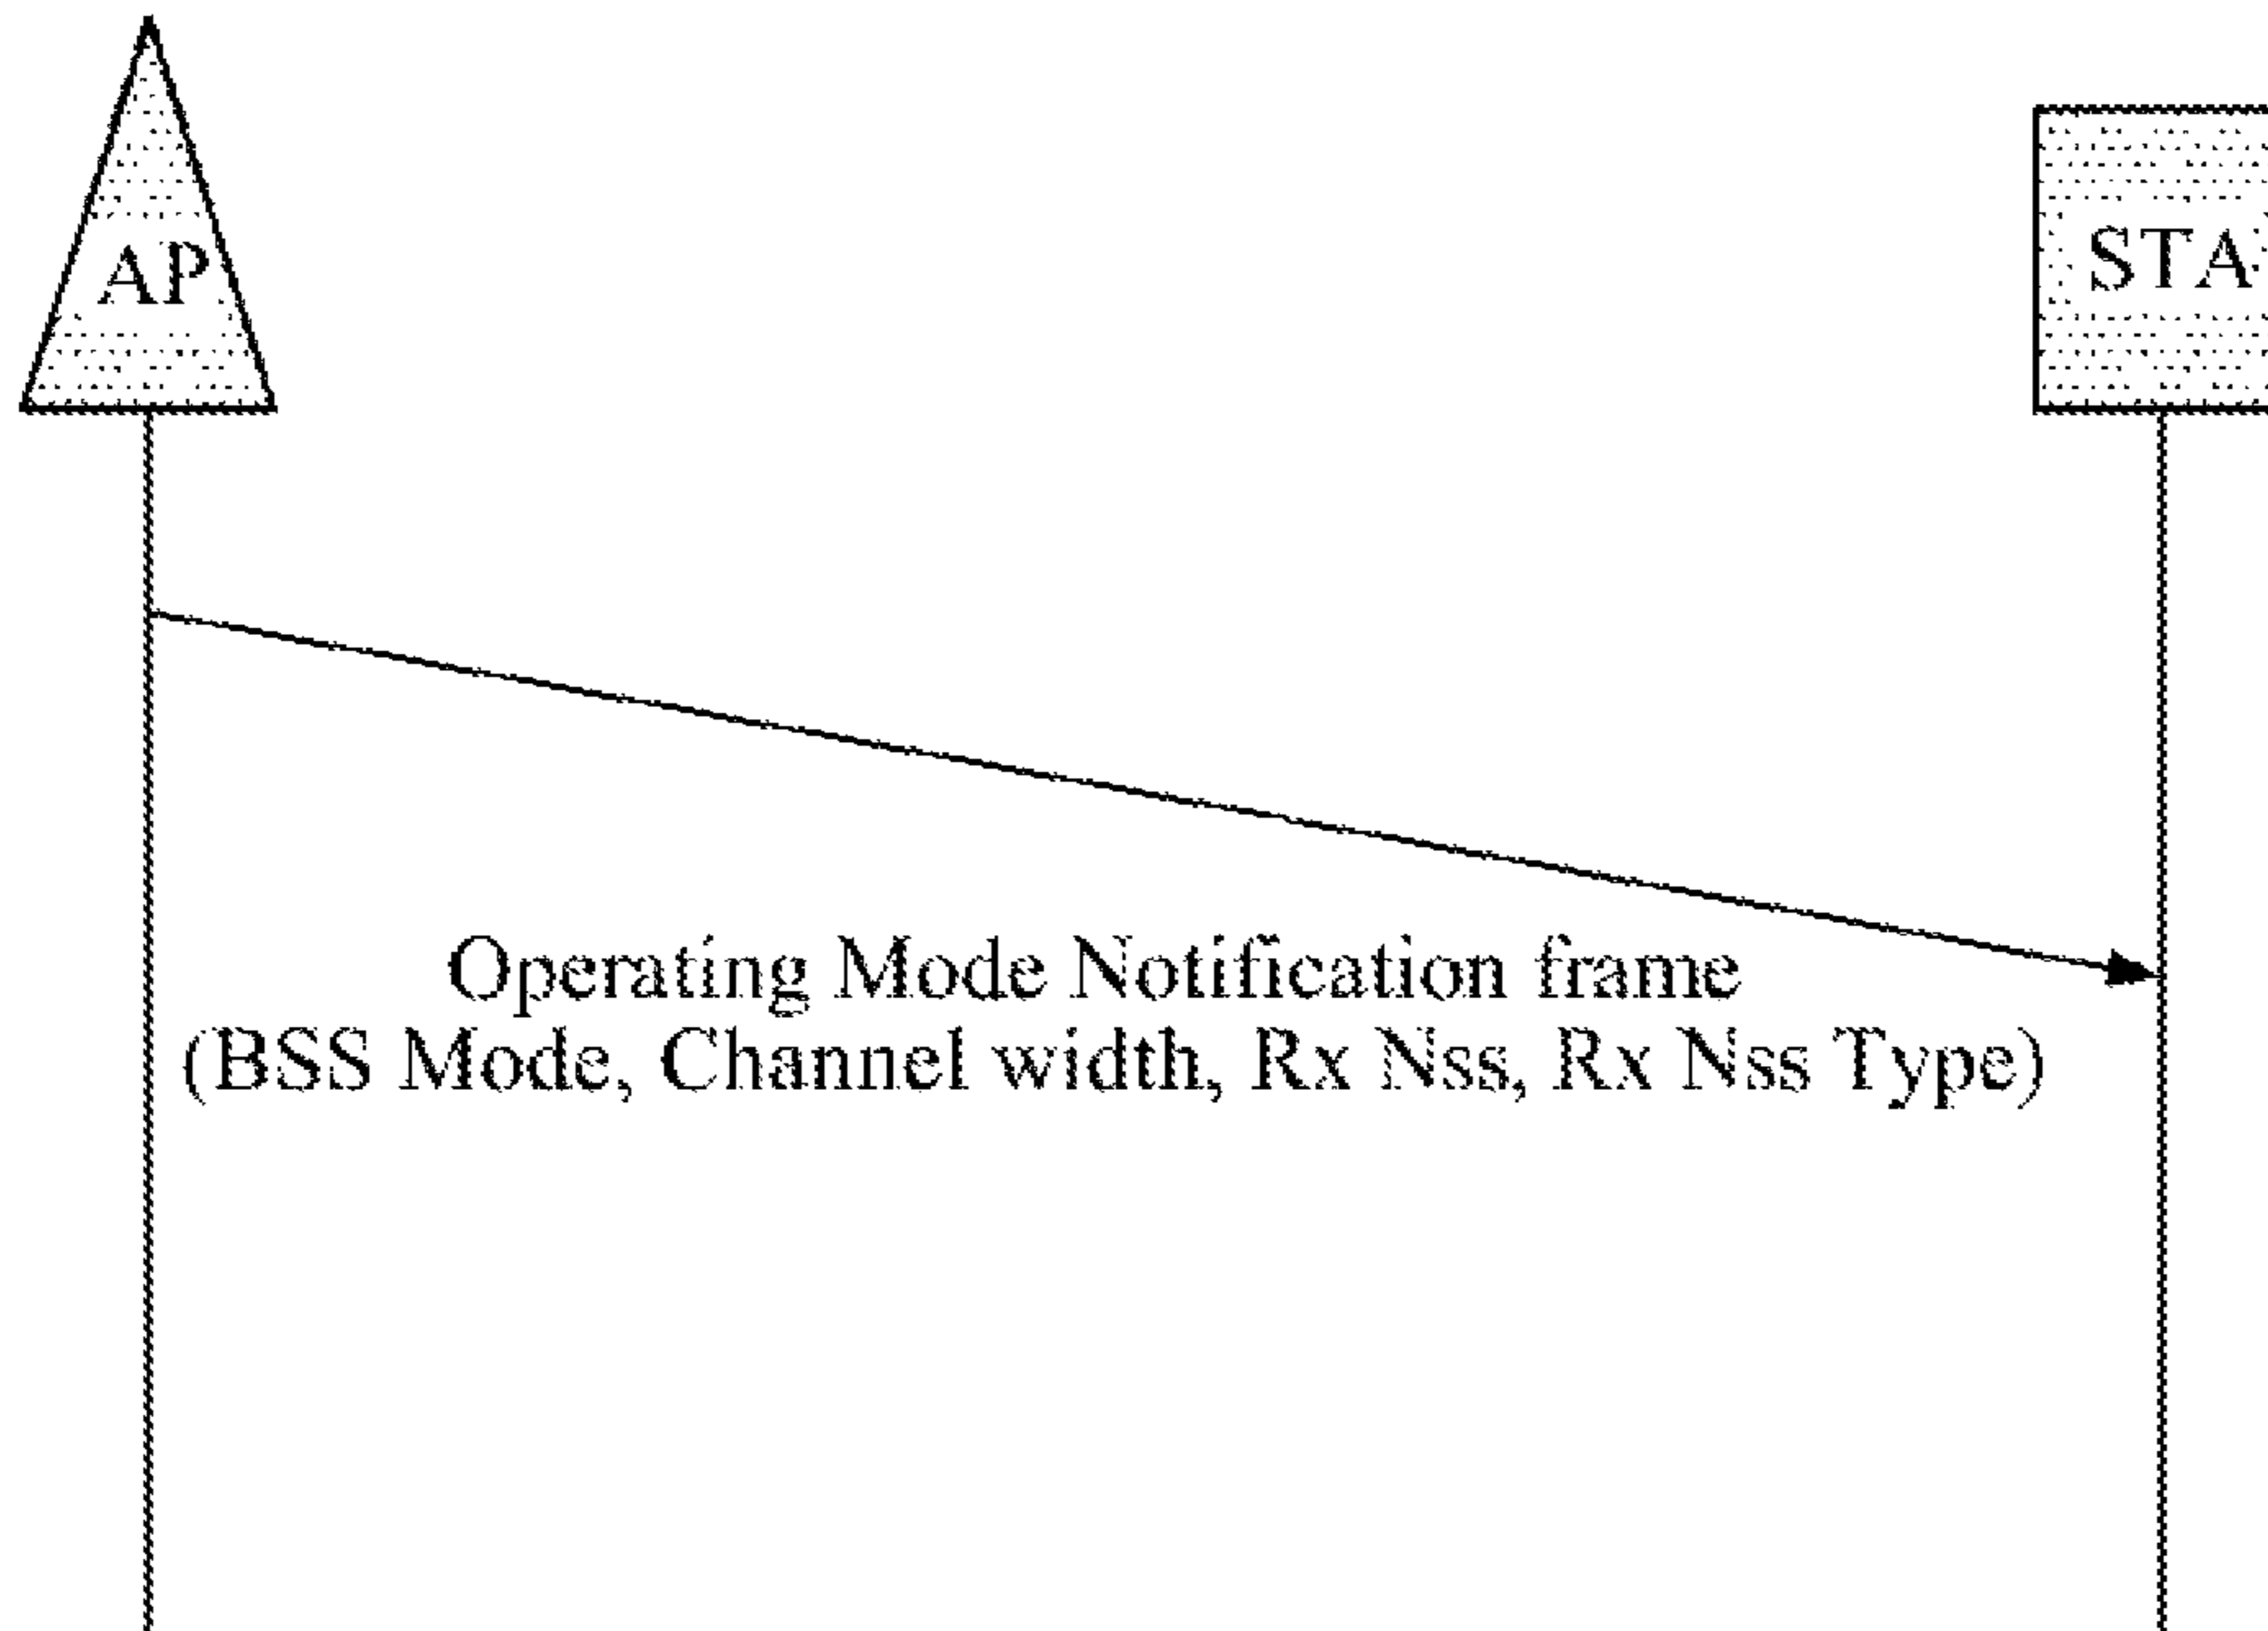 AP
STA
Operating Mode Notification frame
(BSS Mode, Channel width, Rx Nss, Rx Nss Type)